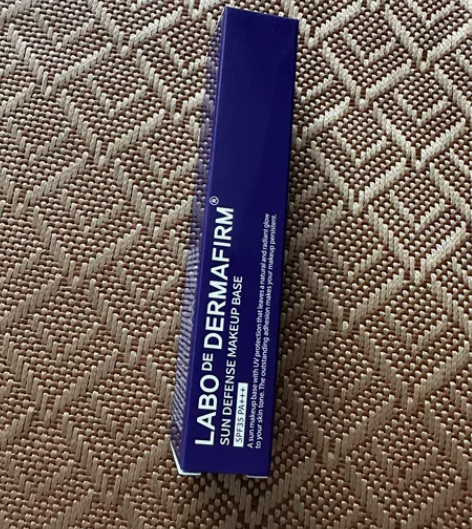 LABO DE DERMAFIRM®
SUN DEFENSE MAKEUP BASE
SPF35 PA+++
A sun makeup base with UV protection that leaves a natural and radiant glow
to your skin tone. The outstanding adhesion makes your makeup persistent.